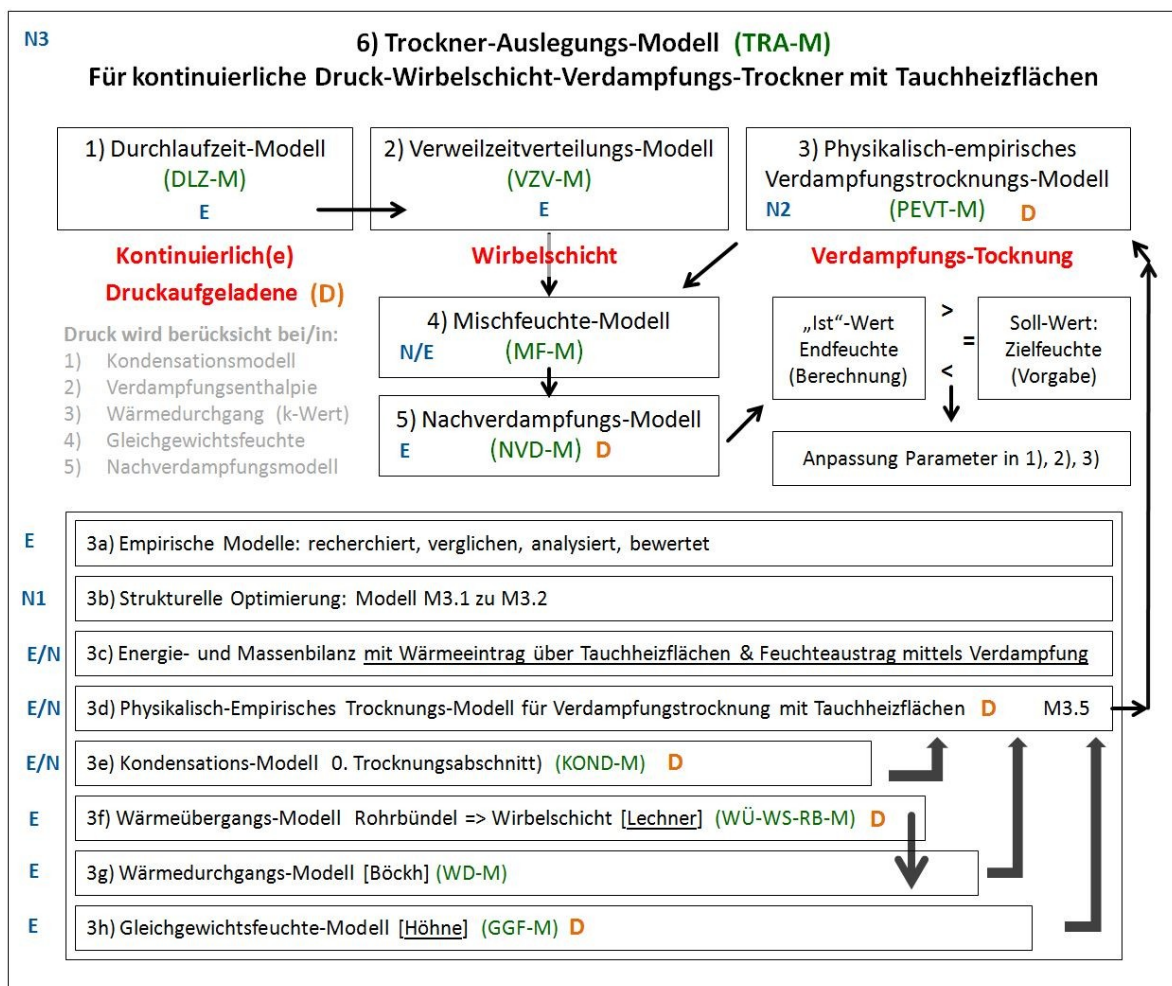 N3
6) Trockner-Auslegungs-Modell (TRA-M)
Für kontinuierliche Druck-Wirbelschicht-Verdampfungs-Trockner mit Tauchheizflächen
1) Durchlaufzeit-Modell
(DLZ-M)
E
2) Verweilzeitverteilungs-Modell
(VZV-M)
E
3) Physikalisch-empirisches
Verdampfungstrocknungs-Modell
N2 (PEVT-M) D
Kontinuierlich(e)
Druckaufgeladene (D)
Wirbelschicht
Verdampfungs-Tocknung
Druck wird berücksicht bei/in:
1) Kondensationsmodell
2) Verdampfungsenthalpie
3) Wärmedurchgang (k-Wert)
4) Gleichgewichtsfeuchte
5) Nachverdampfungsmodell
4) Mischfeuchte-Modell
N/E (MF-M)
5) Nachverdampfungs-Modell
E (NVD-M) D
„Ist“-Wert
Endfeuchte
(Berechnung)
>
=
<
Soll-Wert:
Zielfeuchte
(Vorgabe)
Anpassung Parameter in 1), 2), 3)
E 3a) Empirische Modelle: recherchiert, verglichen, analysiert, bewertet
N1 3b) Strukturelle Optimierung: Modell M3.1 zu M3.2
E/N 3c) Energie- und Massenbilanz mit Wärmeeintrag über Tauchheizflächen & Feuchteaustrag mittels Verdampfung
E/N 3d) Physikalisch-Empirisches Trocknungs-Modell für Verdampfungstrocknung mit Tauchheizflächen D M3.5
E/N 3e) Kondensations-Modell 0. Trocknungsabschnitt) (KOND-M) D
E 3f) Wärmeübergangs-Modell Rohrbündel => Wirbelschicht [Lechner] (WÜ-WS-RB-M) D
E 3g) Wärmedurchgangs-Modell [Böckh] (WD-M)
E 3h) Gleichgewichtsfeuchte-Modell [Höhne] (GGF-M) D